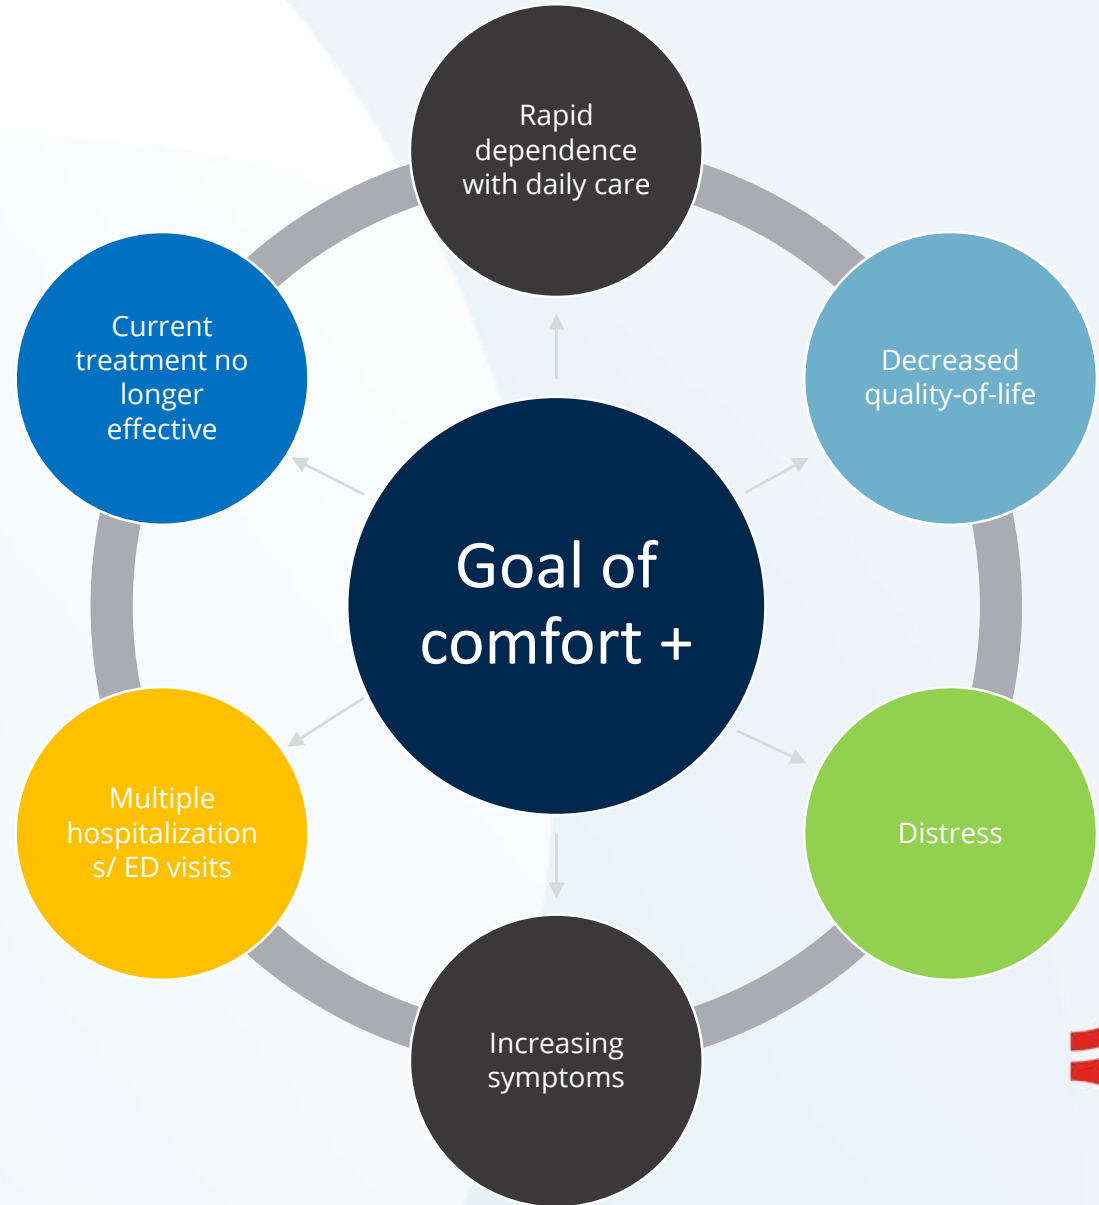 Rapid
dependence
with daily care
Current
treatment no
longer
effective
Decreased
quality-of-life
Goal of
comfort +
Multiple
hospitalization
s/ ED visits
Distress
Increasing
symptoms